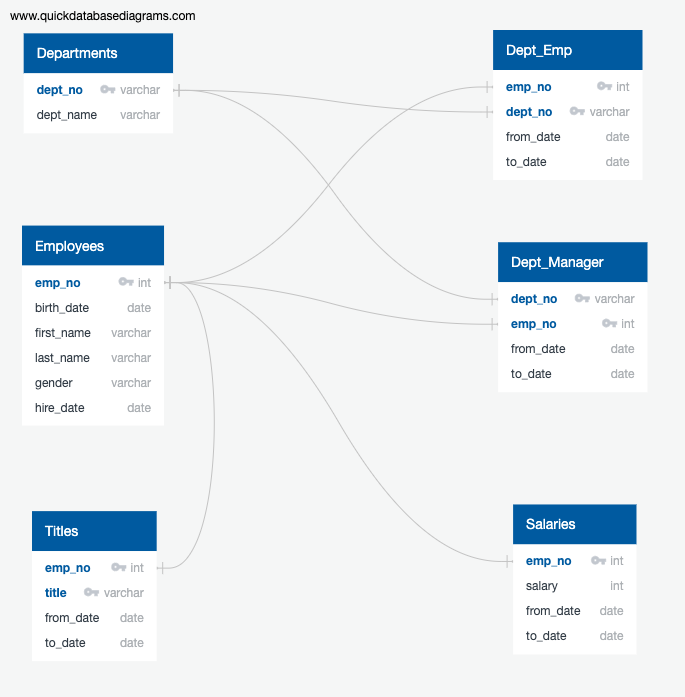 www.quickdatabasediagrams.com
Departments
dept_no varchar
dept_name varchar
Dept_Emp
emp_no int
dept_no varchar
from_date date
to_date date
Employees
emp_no int
birth_date date
first_name varchar
last_name varchar
gender varchar
hire_date date
Dept_Manager
dept_no varchar
emp_no int
from_date date
to_date date
Titles
emp_no int
title varchar
from_date date
to_date date
Salaries
emp_no int
salary int
from_date date
to_date date